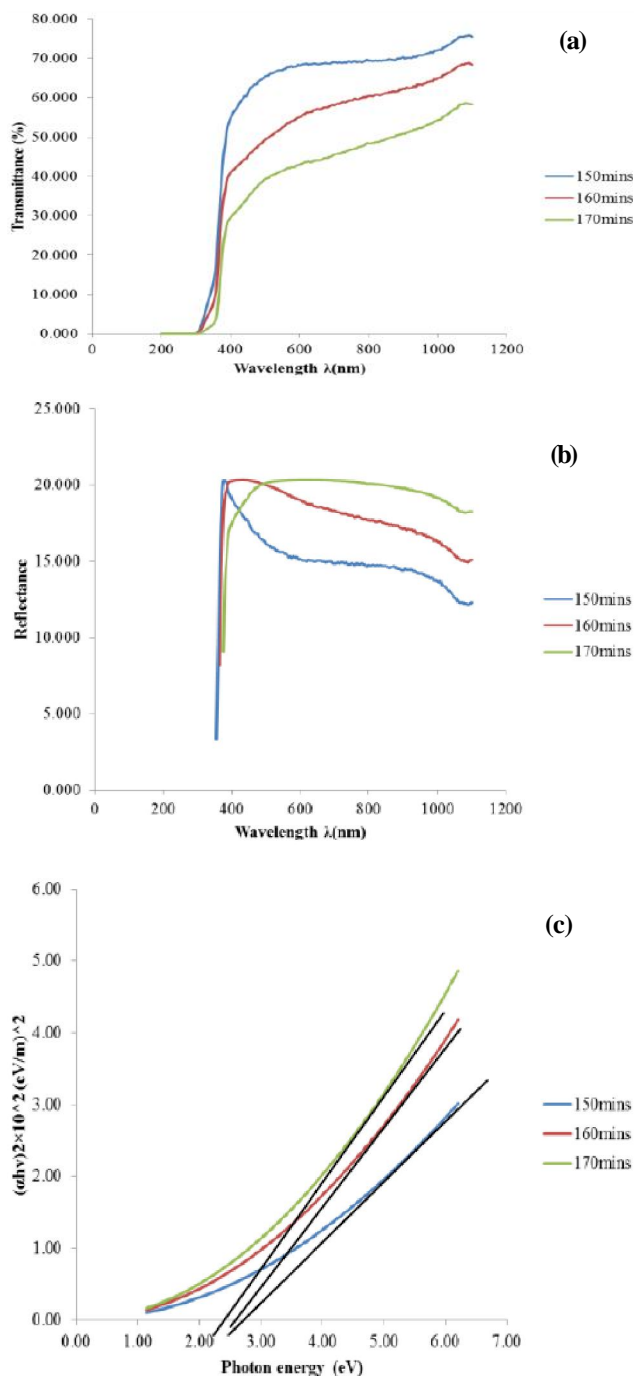 (a)
80.000
70.000
60.000
50.000
40.000
30.000
20.000
10.000
0.000
Transmittance (%)
0 200 400 600 800 1000 1200
Wavelength λ(nm)
150mins
160mins
170mins
(b)
25.000
20.000
15.000
10.000
5.000
0.000
Reflectance
0 200 400 600 800 1000 1200
Wavelength λ(nm)
150mins
160mins
170mins
(c)
6.00
5.00
4.00
3.00
2.00
1.00
0.00
(αhv)2×10^2 (eV/m)^2
0.00 1.00 2.00 3.00 4.00 5.00 6.00 7.00
Photon energy (eV)
150mins
160mins
170mins